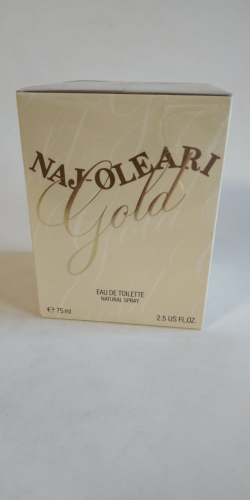 NAJ-OLEARI
Gold
EAU DE TOILETTE
NATURAL SPRAY
℮ 75 ml
2.5 US FL.OZ.